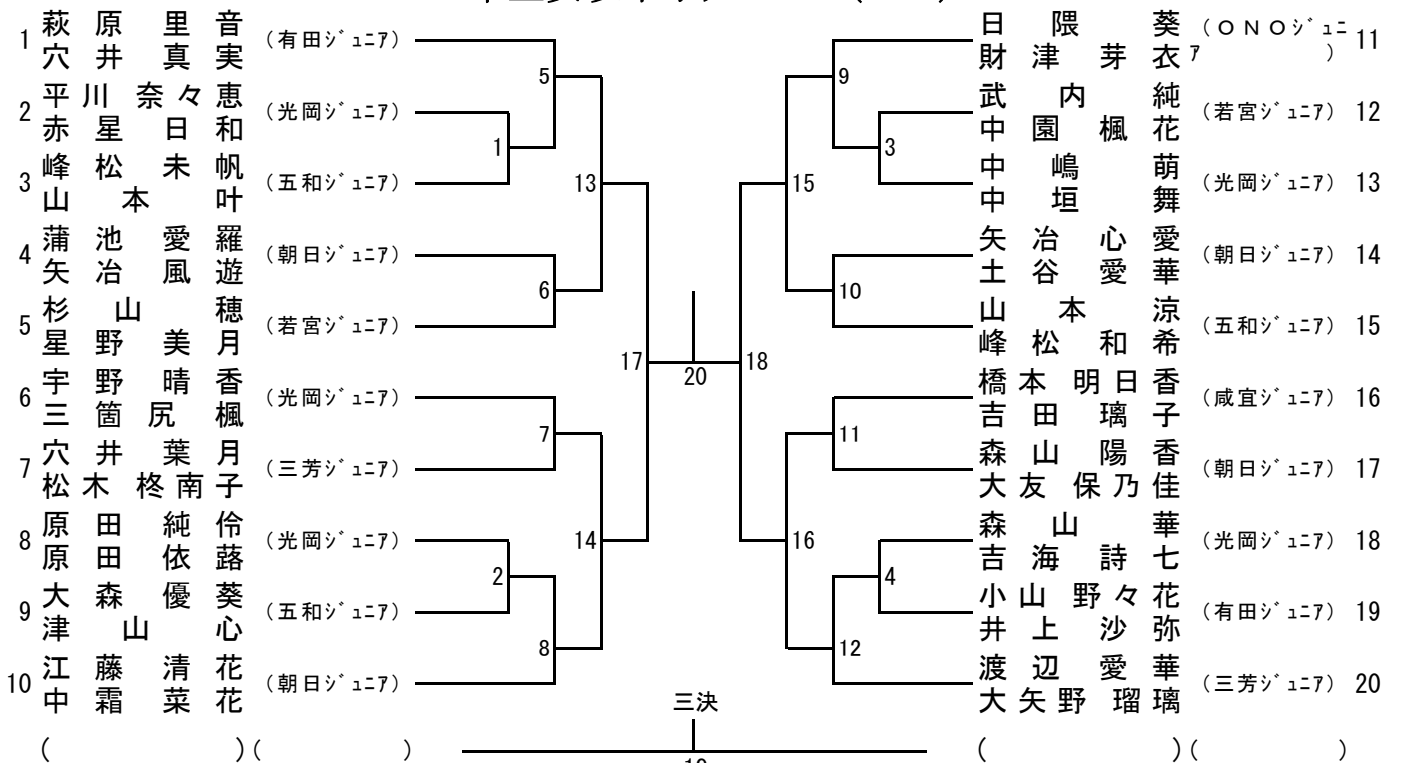 1 萩原里音 穴井真実 (有田ジュニア)
2 平川奈々恵 赤星日和 (光岡ジュニア)
3 峰松未帆 山本叶 (五和ジュニア)
4 蒲池愛羅 矢冶風遊 (朝日ジュニア)
5 杉山穂 星野美月 (若宮ジュニア)
6 宇野晴香 三箇尻楓 (光岡ジュニア)
7 穴井葉月 松木柊南子 (三芳ジュニア)
8 原田純伶 原田依蕗 (光岡ジュニア)
9 大森優葵 津山心 (五和ジュニア)
10 江藤清花 中霜菜花 (朝日ジュニア)
( )( )
5
1
13
6
17
7
14
2
8
20
三決
9
3
15
10
18
11
16
4
12
日隈葵 財津芽衣 (ONOジュニア) 11
武内純 中園楓花 (若宮ジュニア) 12
中嶋萌 中垣舞 (光岡ジュニア) 13
矢冶心愛 土谷愛華 (朝日ジュニア) 14
山本涼 峰松和希 (五和ジュニア) 15
橋本明日香 吉田璃子 (咸宜ジュニア) 16
森山陽香 大友保乃佳 (朝日ジュニア) 17
森山華 吉海詩七 (光岡ジュニア) 18
小山野々花 井上沙弥 (有田ジュニア) 19
渡辺愛華 大矢野瑠璃 (三芳ジュニア) 20
( )( )